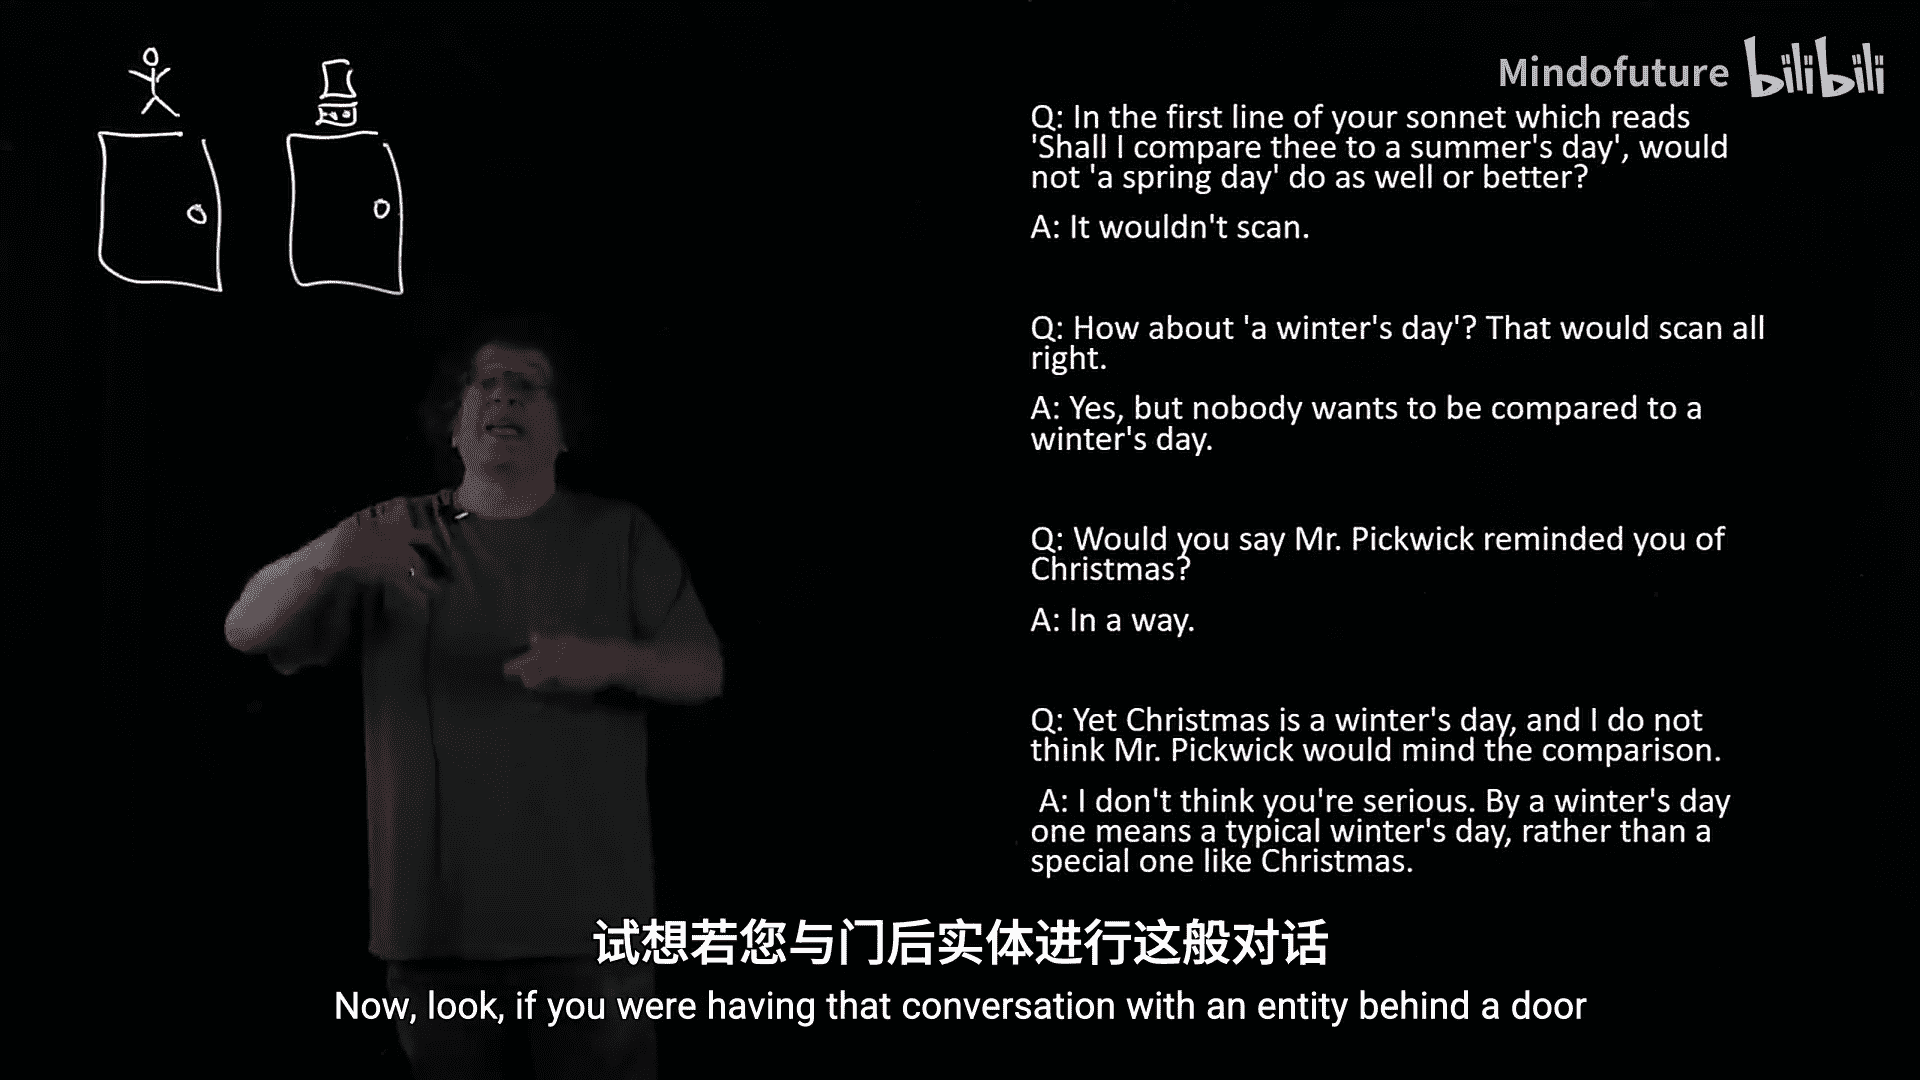 Mindofuture bilibili
Q: In the first line of your sonnet which reads
'Shall I compare thee to a summer's day', would
not 'a spring day' do as well or better?
A: It wouldn't scan.
Q: How about 'a winter's day'? That would scan all
right.
A: Yes, but nobody wants to be compared to a
winter's day.
Q: Would you say Mr. Pickwick reminded you of
Christmas?
A: In a way.
Q: Yet Christmas is a winter's day, and I do not
think Mr. Pickwick would mind the comparison.
A: I don't think you're serious. By a winter's day
one means a typical winter's day, rather than a
special one like Christmas.
试想若您与门后实体进行这般对话
Now, look, if you were having that conversation with an entity behind a door